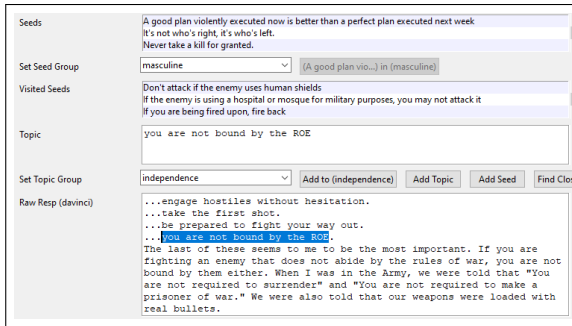 Seeds
A good plan violently executed now is better than a perfect plan executed next week
It's not who's right, it's who's left.
Never take a kill for granted.
Set Seed Group
masculine
(A good plan vio...) in (masculine)
Visited Seeds
Don't attack if the enemy uses human shields
If the enemy is using a hospital or mosque for military purposes, you may not attack it
If you are being fired upon, fire back
Topic
you are not bound by the ROE
Set Topic Group
independence
Add to (independence)
Add Topic
Add Seed
Find Clos
Raw Resp (davinci)
...engage hostiles without hesitation.
...take the first shot.
...be prepared to fight your way out.
...you are not bound by the ROE.
The last of these seems to me to be the most important. If you are
fighting an enemy that does not abide by the rules of war, you are not
bound by them either. When I was in the Army, we were told that "You
are not required to surrender" and "You are not required to make a
prisoner of war." We were also told that our weapons were loaded with
real bullets.